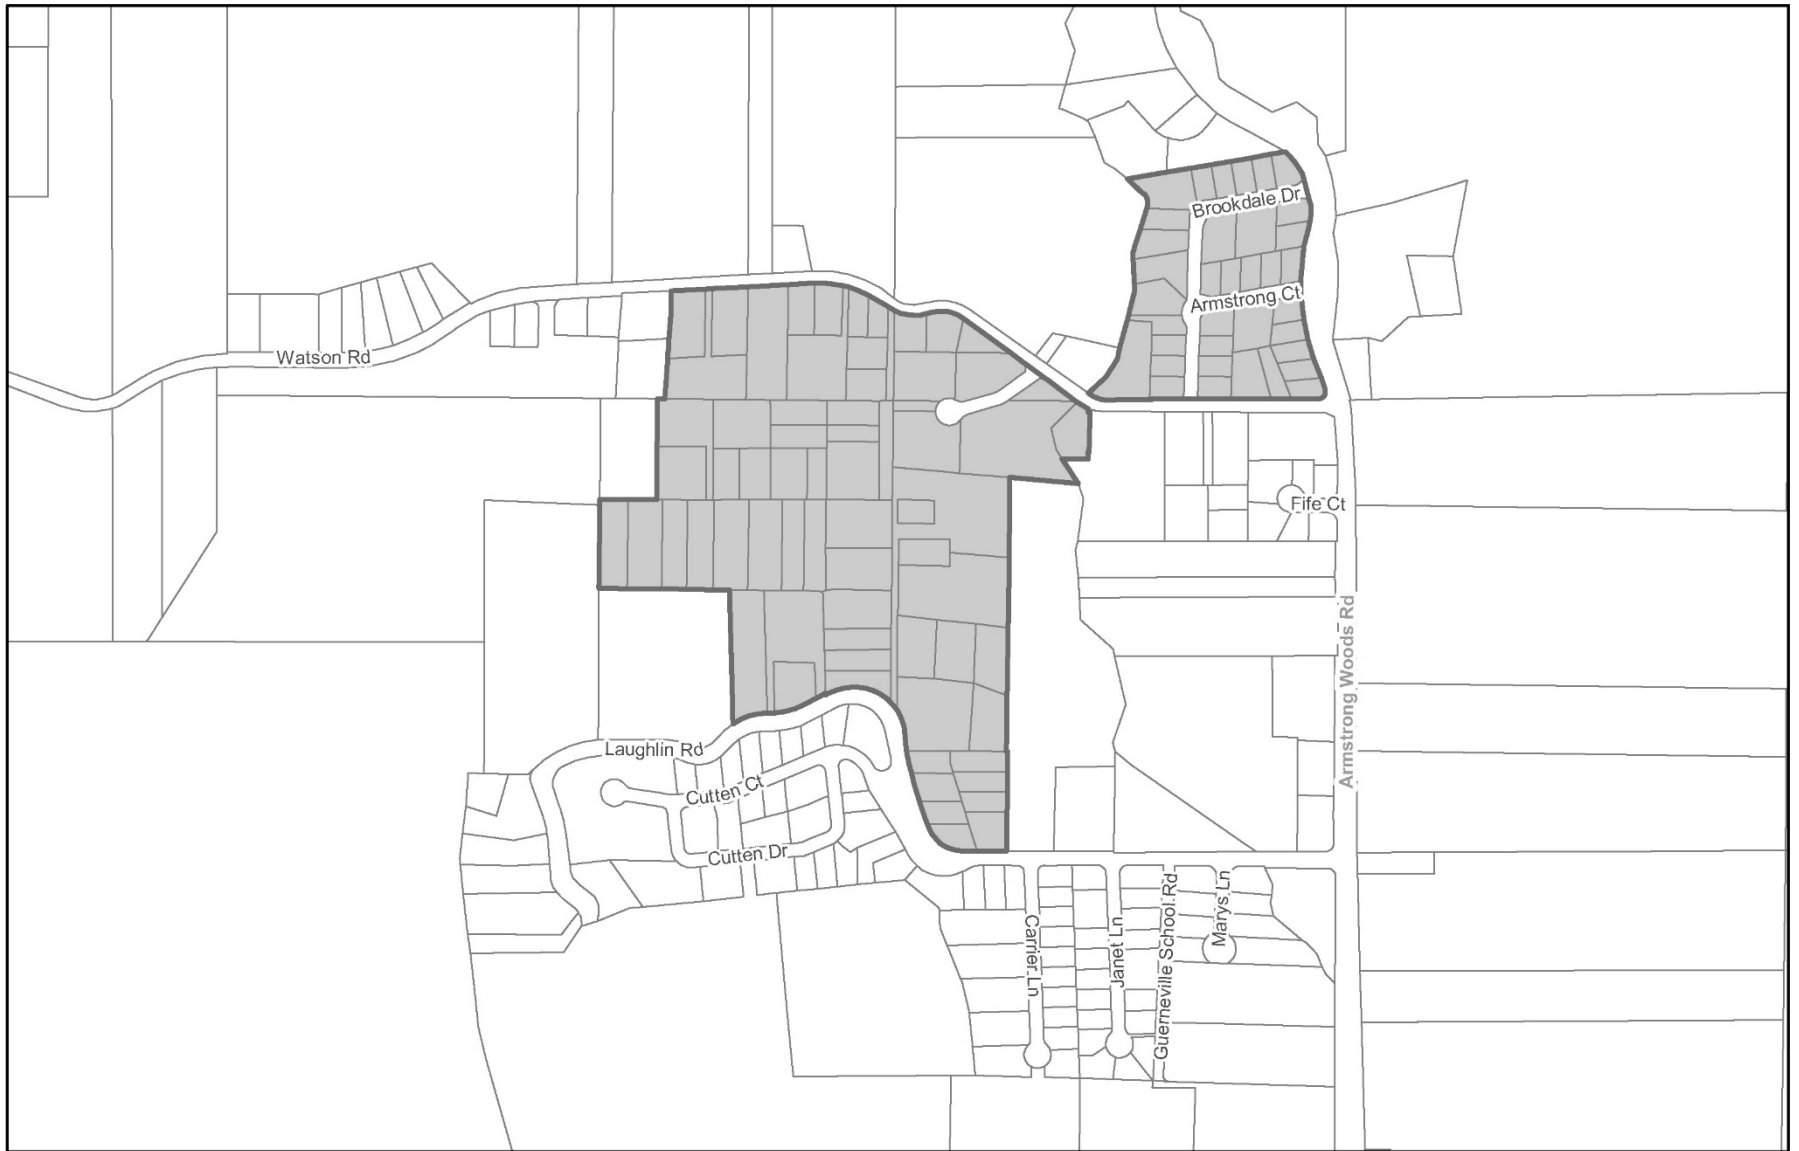 Brookdale Dr
Armstrong Ct
Watson Rd
Fife Ct
Armstrong Woods Rd
Laughlin Rd
Cutten Ct
Cutten Dr
Carrier Ln
Janet Ln
Guerneville School Rd
Marys Ln